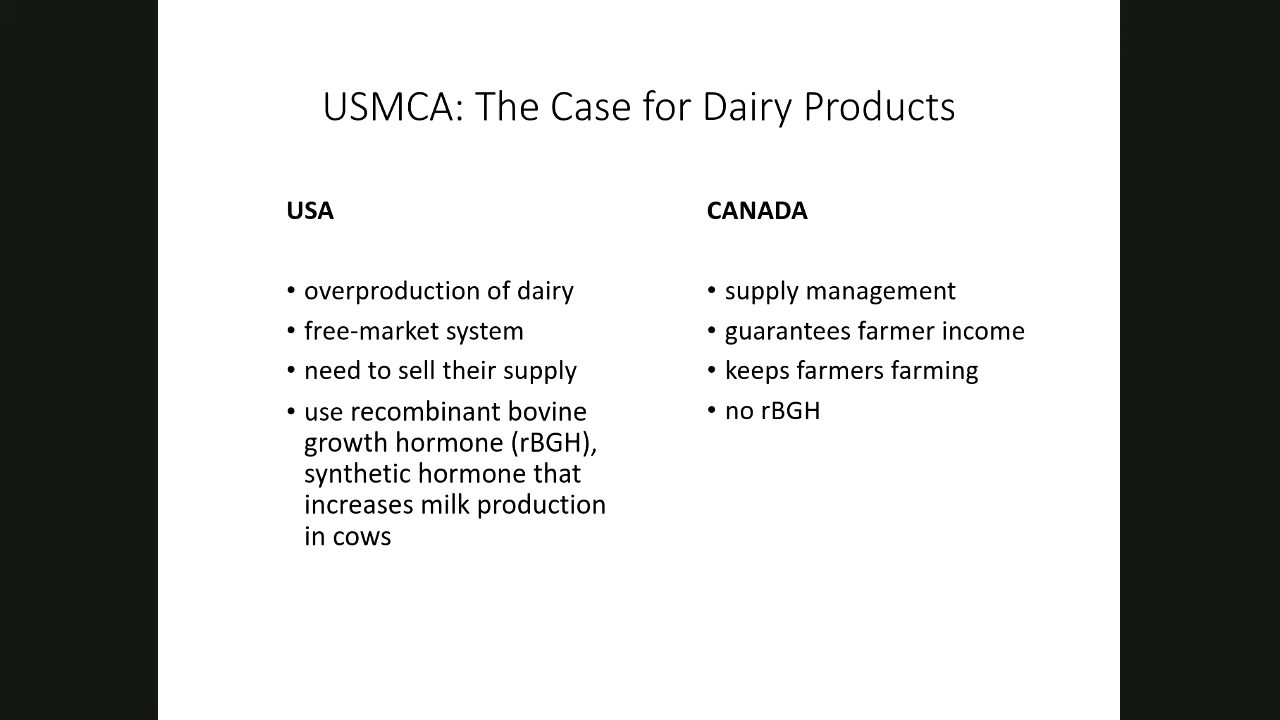 USMCA: The Case for Dairy Products
USA
• overproduction of dairy
• free-market system
• need to sell their supply
• use recombinant bovine
growth hormone (rBGH),
synthetic hormone that
increases milk production
in cows
CANADA
• supply management
• guarantees farmer income
• keeps farmers farming
• no rBGH